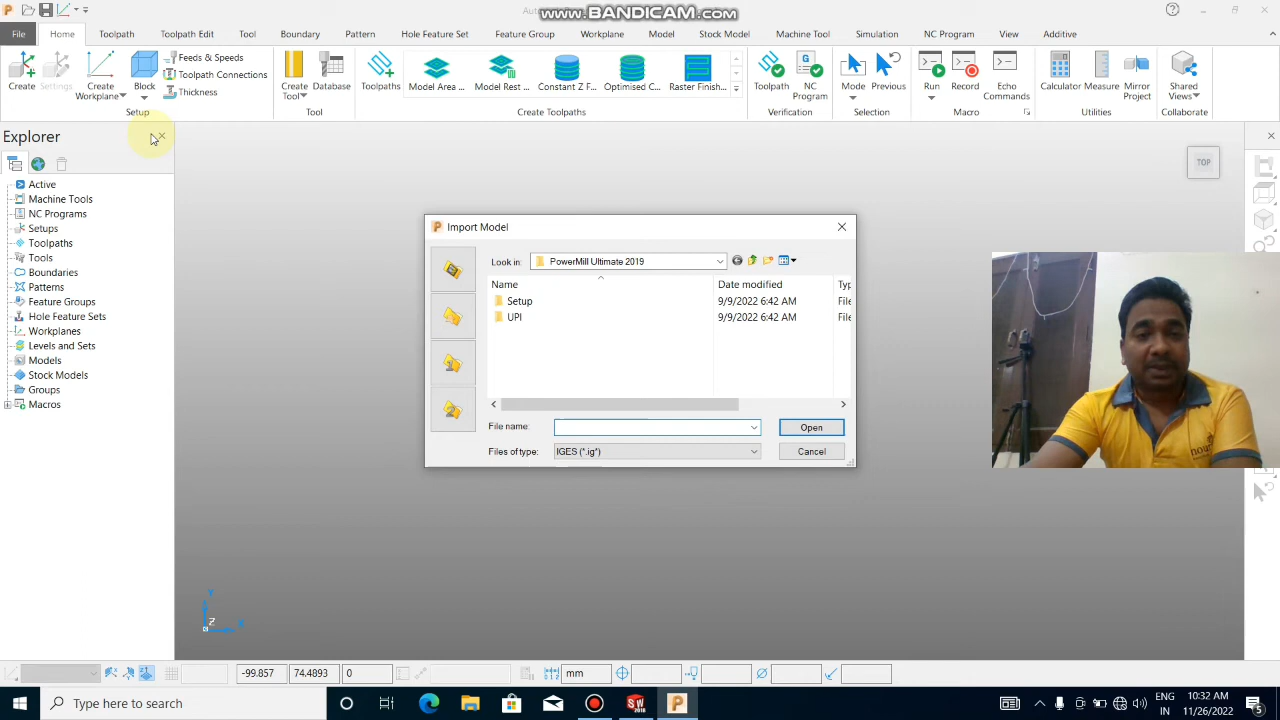 Autod
www.BANDICAM.com
File Home Toolpath Toolpath Edit Tool Boundary Pattern Hole Feature Set Feature Group Workplane Model Stock Model Machine Tool Simulation NC Program View Additive
Create
Settings
Create
Workplane
Block
Feeds & Speeds
Toolpath Connections
Thickness
Setup
Create
Tool
Database
Tool
Toolpaths
Model Area ...
Model Rest ...
Constant Z F...
Optimised C...
Raster Finish...
Create Toolpaths
Toolpath
NC
Program
Verification
Mode
Previous
Selection
Run
Record
Echo
Commands
Macro
Calculator
Measure
Mirror
Project
Utilities
Shared
Views
Collaborate
Explorer
Active
Machine Tools
NC Programs
Setups
Toolpaths
Tools
Boundaries
Patterns
Feature Groups
Hole Feature Sets
Workplanes
Levels and Sets
Models
Stock Models
Groups
Macros
TOP
Import Model
Look in: PowerMill Ultimate 2019
Name Date modified Typ
Setup 9/9/2022 6:42 AM File
UPI 9/9/2022 6:42 AM File
File name: Open
Files of type: IGES (*.ig*) Cancel
Y
Z
X
-99.857 74.4893 0 mm
Type here to search
SW
2018
P
ENG
IN
10:32 AM
11/26/2022
5